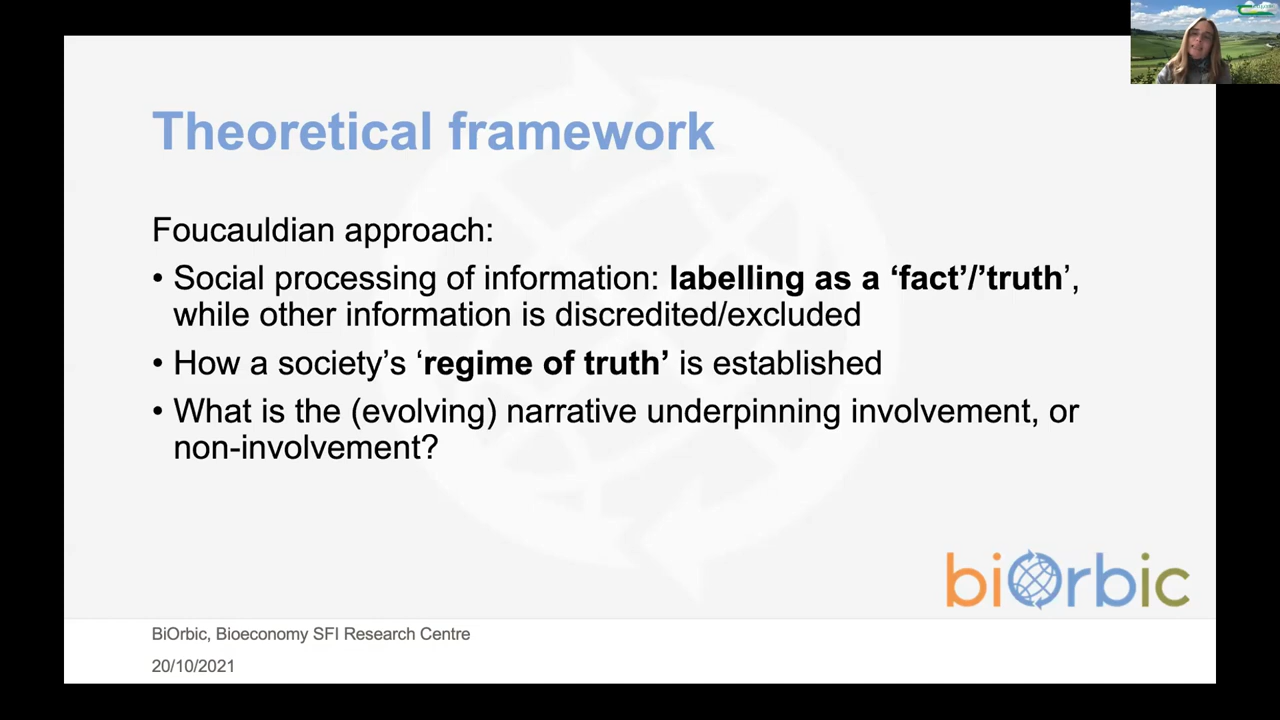 Theoretical framework
Foucauldian approach:
• Social processing of information: labelling as a ‘fact’/’truth’,
while other information is discredited/excluded
• How a society’s ‘regime of truth’ is established
• What is the (evolving) narrative underpinning involvement, or
non-involvement?
biOrbic
BiOrbic, Bioeconomy SFI Research Centre
20/10/2021